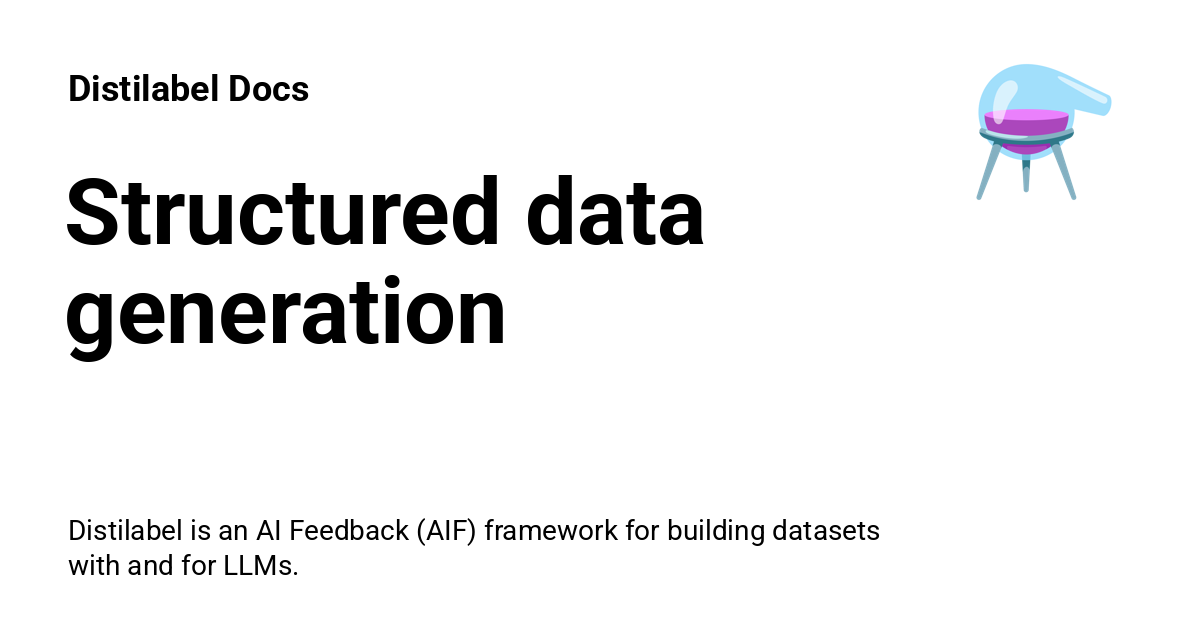 Distilabel Docs
Structured data
generation
Distilabel is an AI Feedback (AIF) framework for building datasets
with and for LLMs.